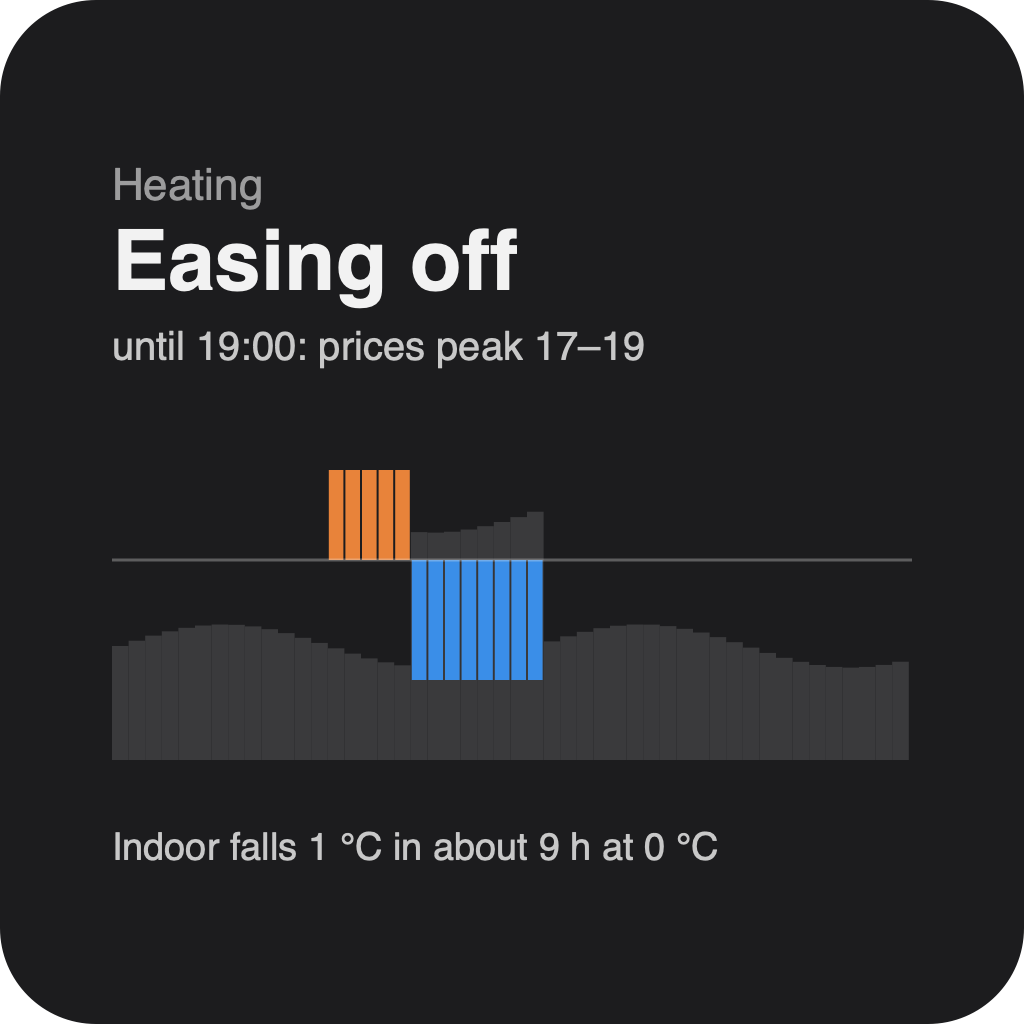 Heating
Easing off
until 19:00: prices peak 17–19
Indoor falls 1 °C in about 9 h at 0 °C